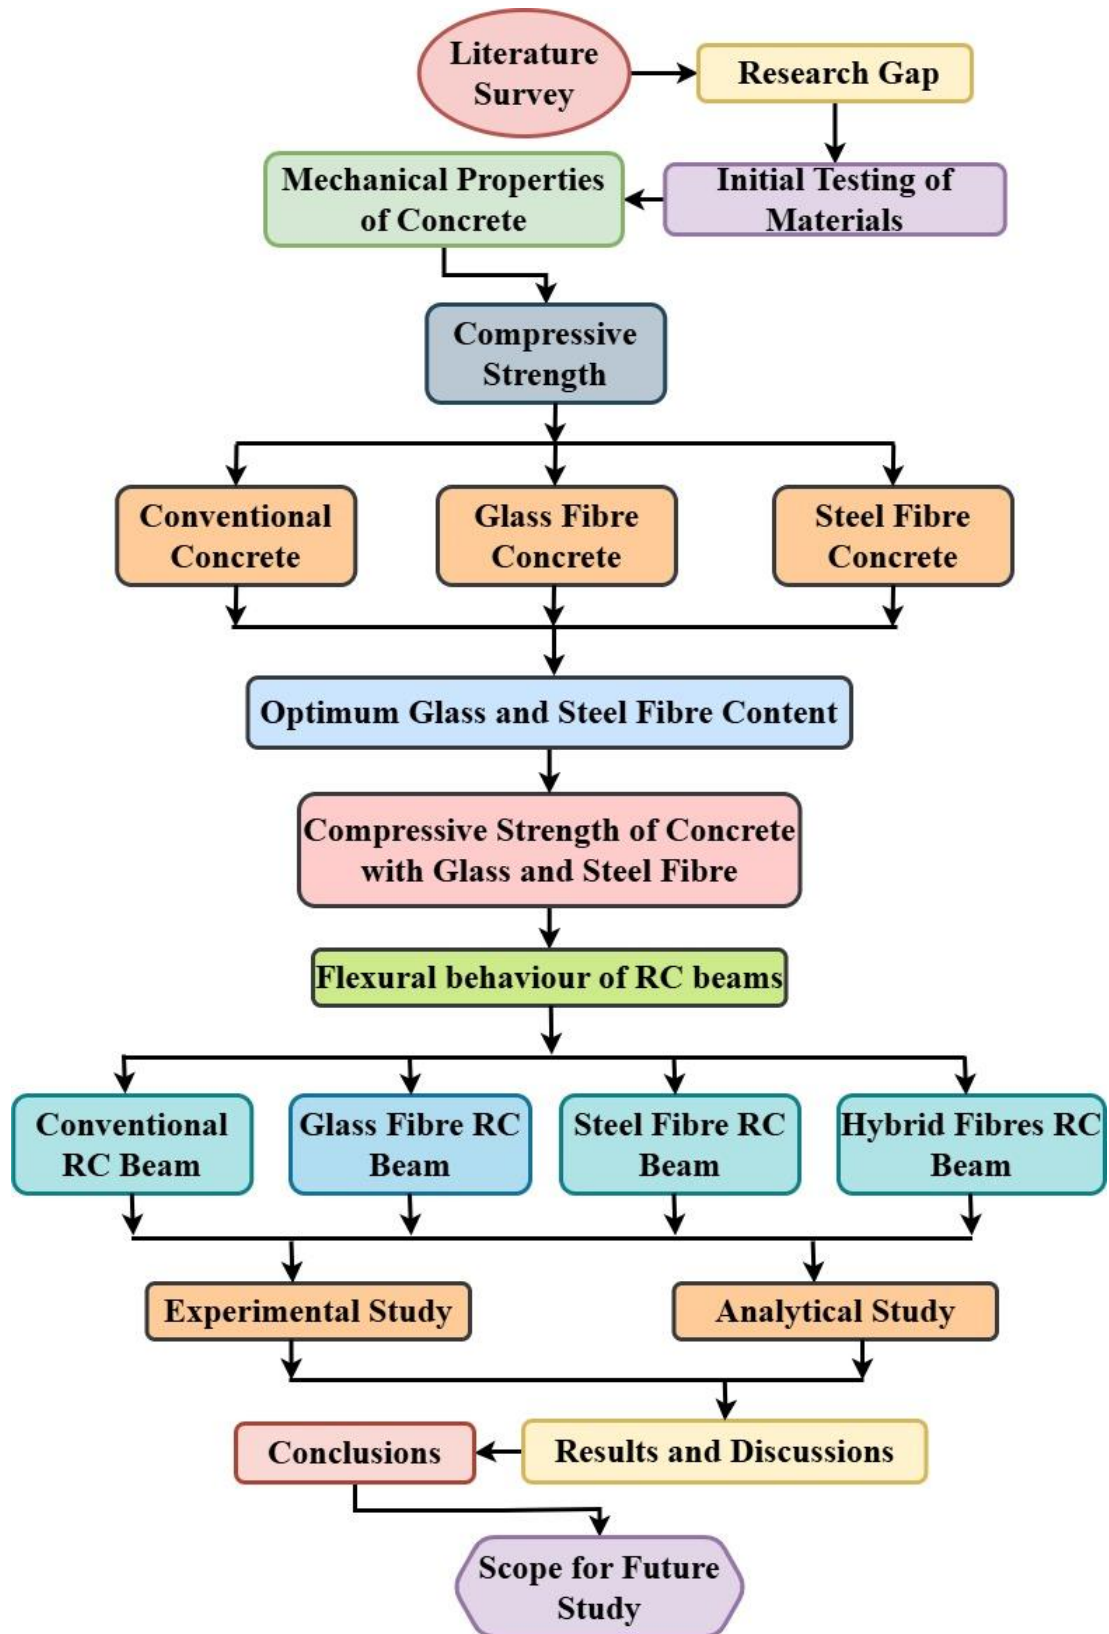 Literature
Survey
Research Gap
Mechanical Properties
of Concrete
Initial Testing of
Materials
Compressive
Strength
Conventional
Concrete
Glass Fibre
Concrete
Steel Fibre
Concrete
Optimum Glass and Steel Fibre Content
Compressive Strength of Concrete
with Glass and Steel Fibre
Flexural behaviour of RC beams
Conventional
RC Beam
Glass Fibre RC
Beam
Steel Fibre RC
Beam
Hybrid Fibres RC
Beam
Experimental Study
Analytical Study
Conclusions
Results and Discussions
Scope for Future
Study